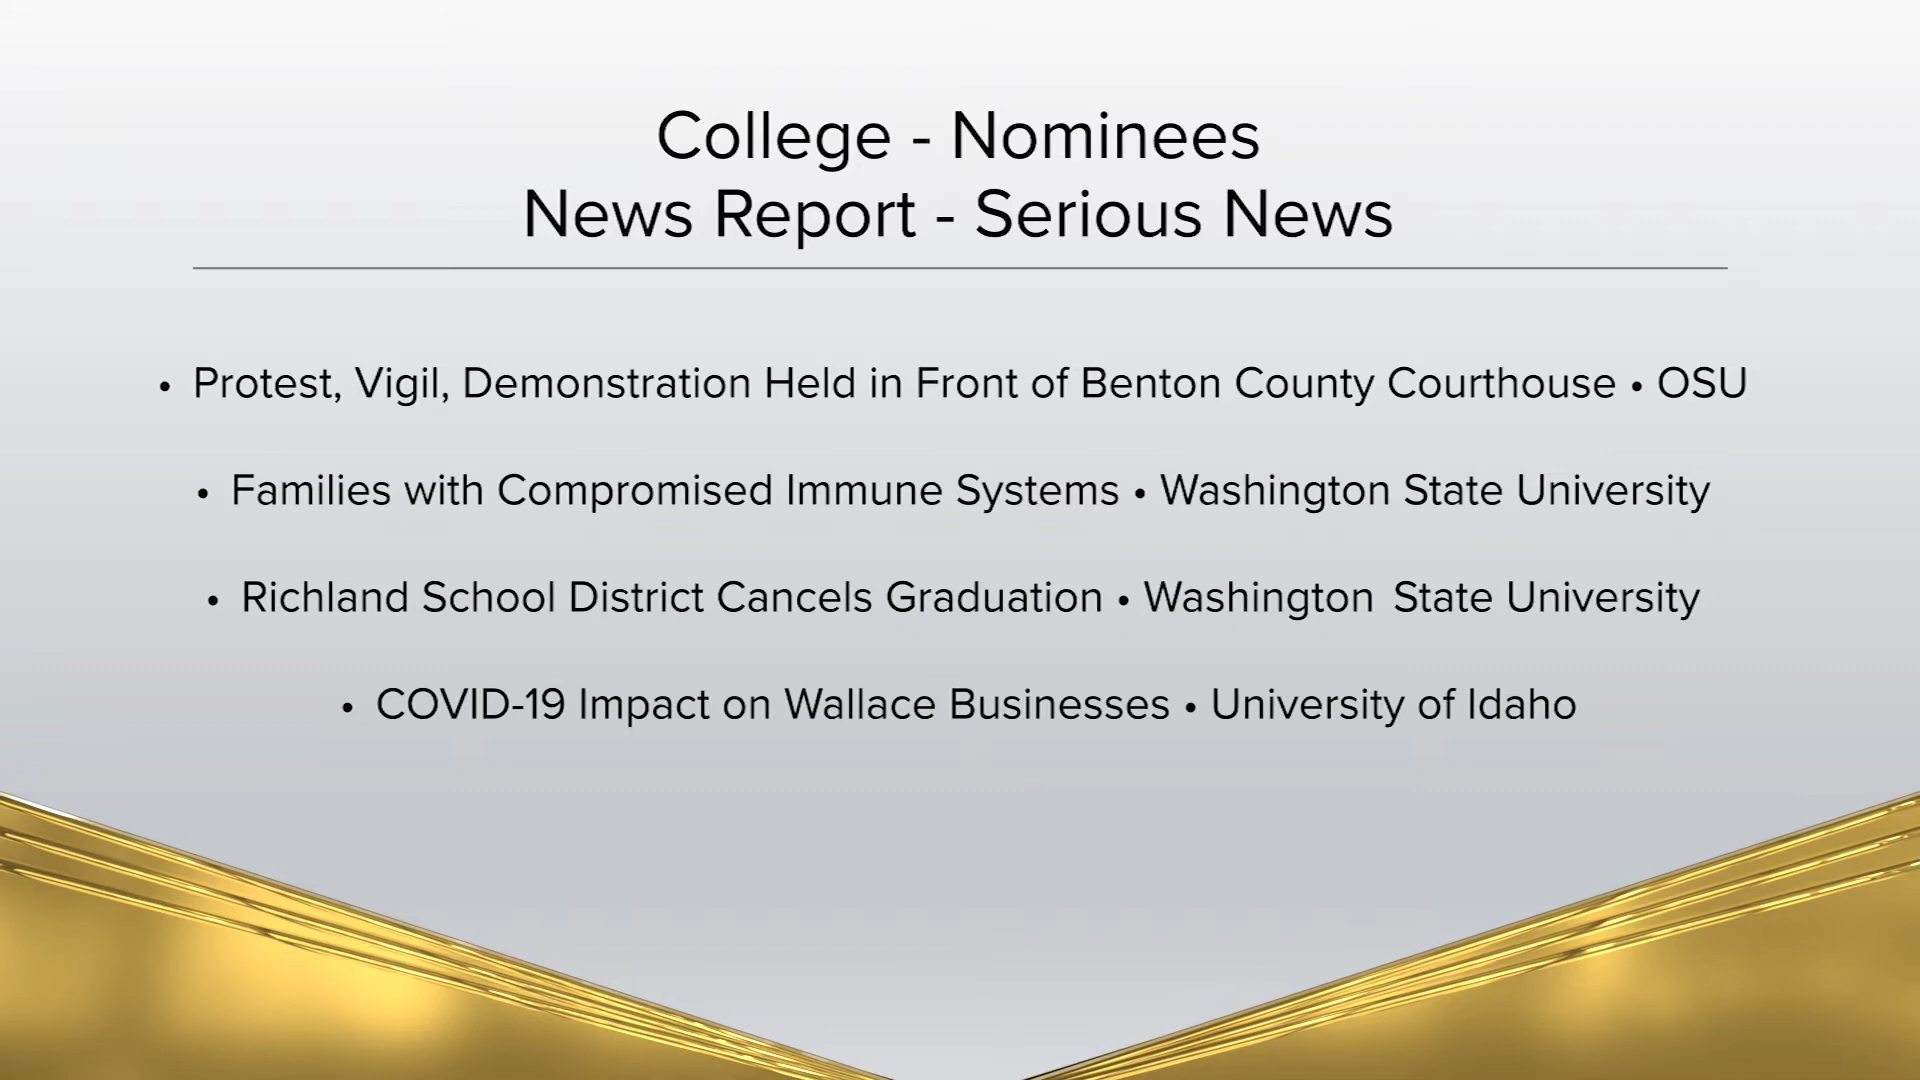 College - Nominees
News Report - Serious News
• Protest, Vigil, Demonstration Held in Front of Benton County Courthouse • OSU
• Families with Compromised Immune Systems • Washington State University
• Richland School District Cancels Graduation • Washington State University
• COVID-19 Impact on Wallace Businesses • University of Idaho